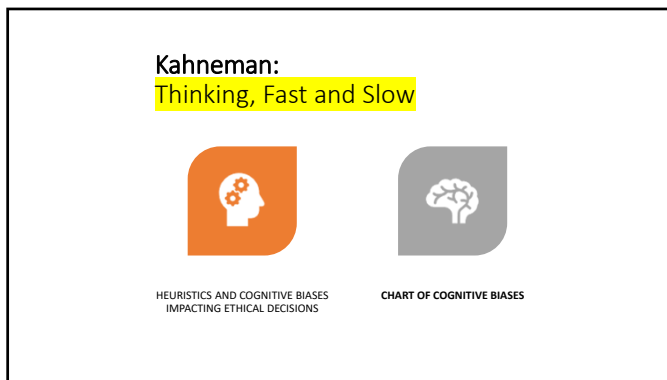 Kahneman:
Thinking, Fast and Slow
HEURISTICS AND COGNITIVE BIASES
IMPACTING ETHICAL DECISIONS
CHART OF COGNITIVE BIASES